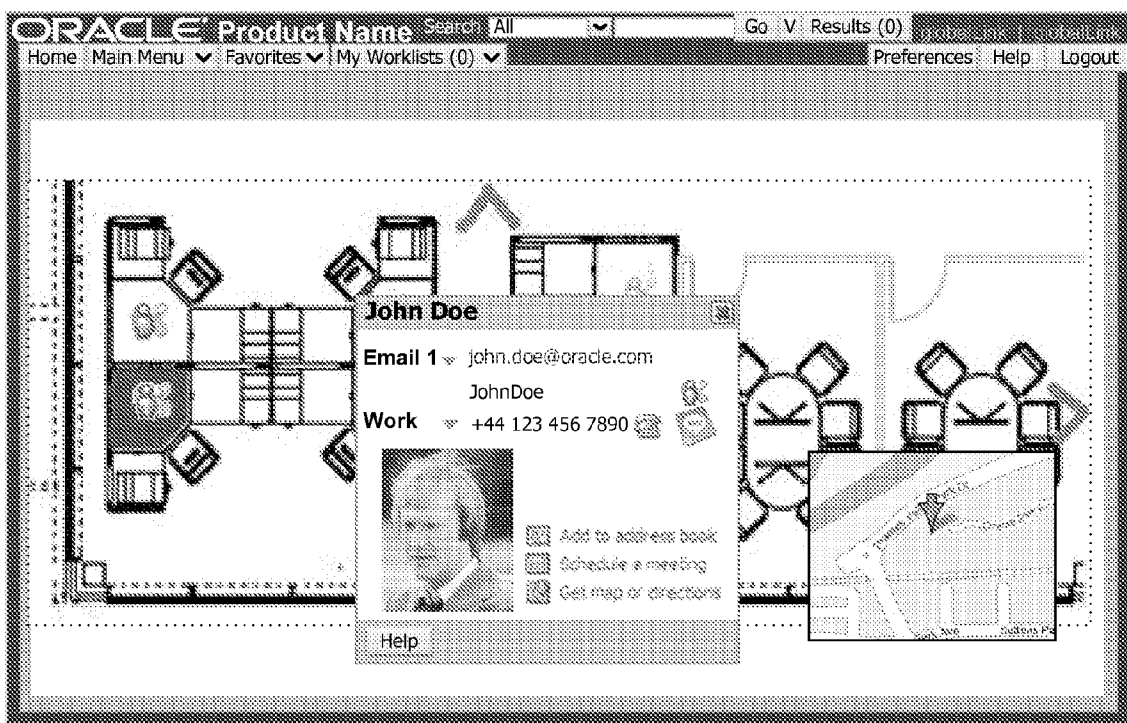 ORACLE Product Name Search All Go V Results (0)
Home Main Menu Favorites My Worklists (0) Preferences Help Logout
John Doe
Email 1 john.doe@oracle.com
JohnDoe
Work +44 123 456 7890
Add to address book
Schedule a meeting
Get map or directions
Help